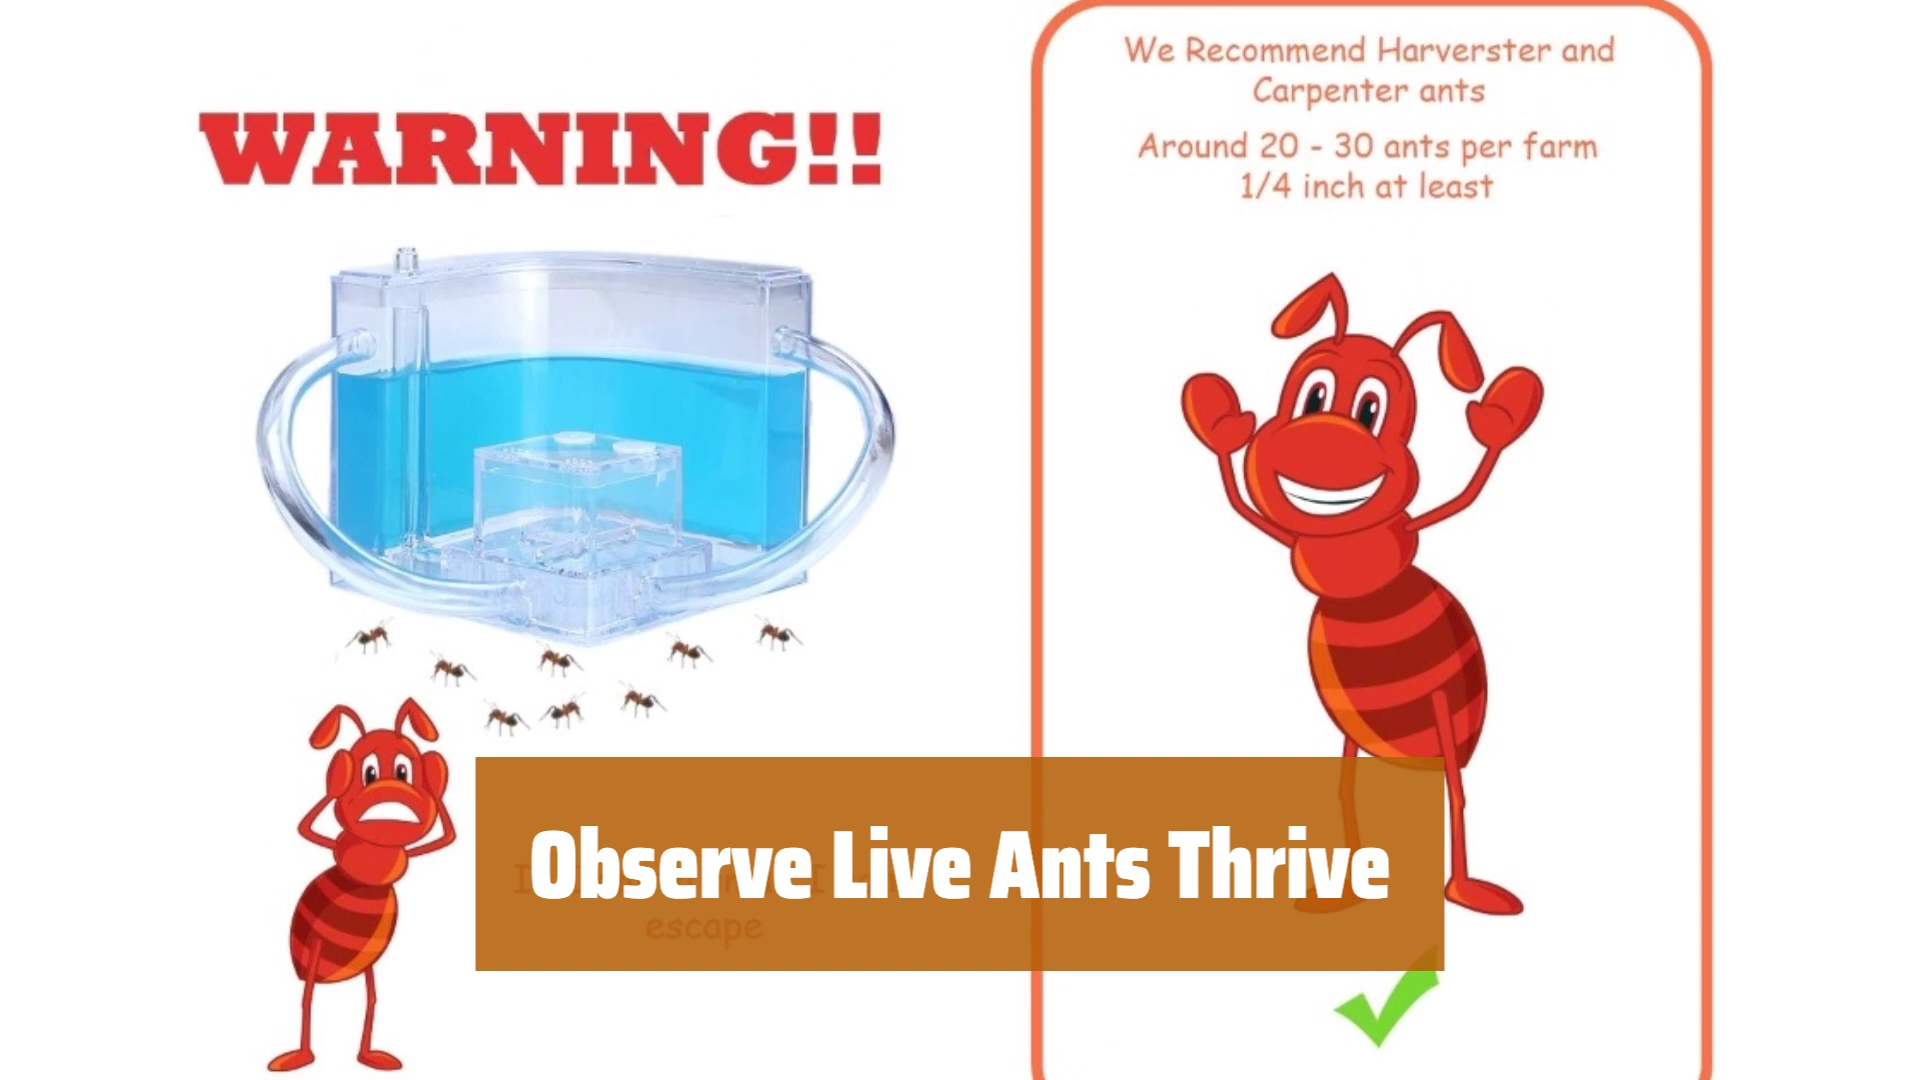 WARNING!!
We Recommend Harverster and
Carpenter ants
Around 20 - 30 ants per farm
1/4 inch at least
Observe Live Ants Thrive
escape